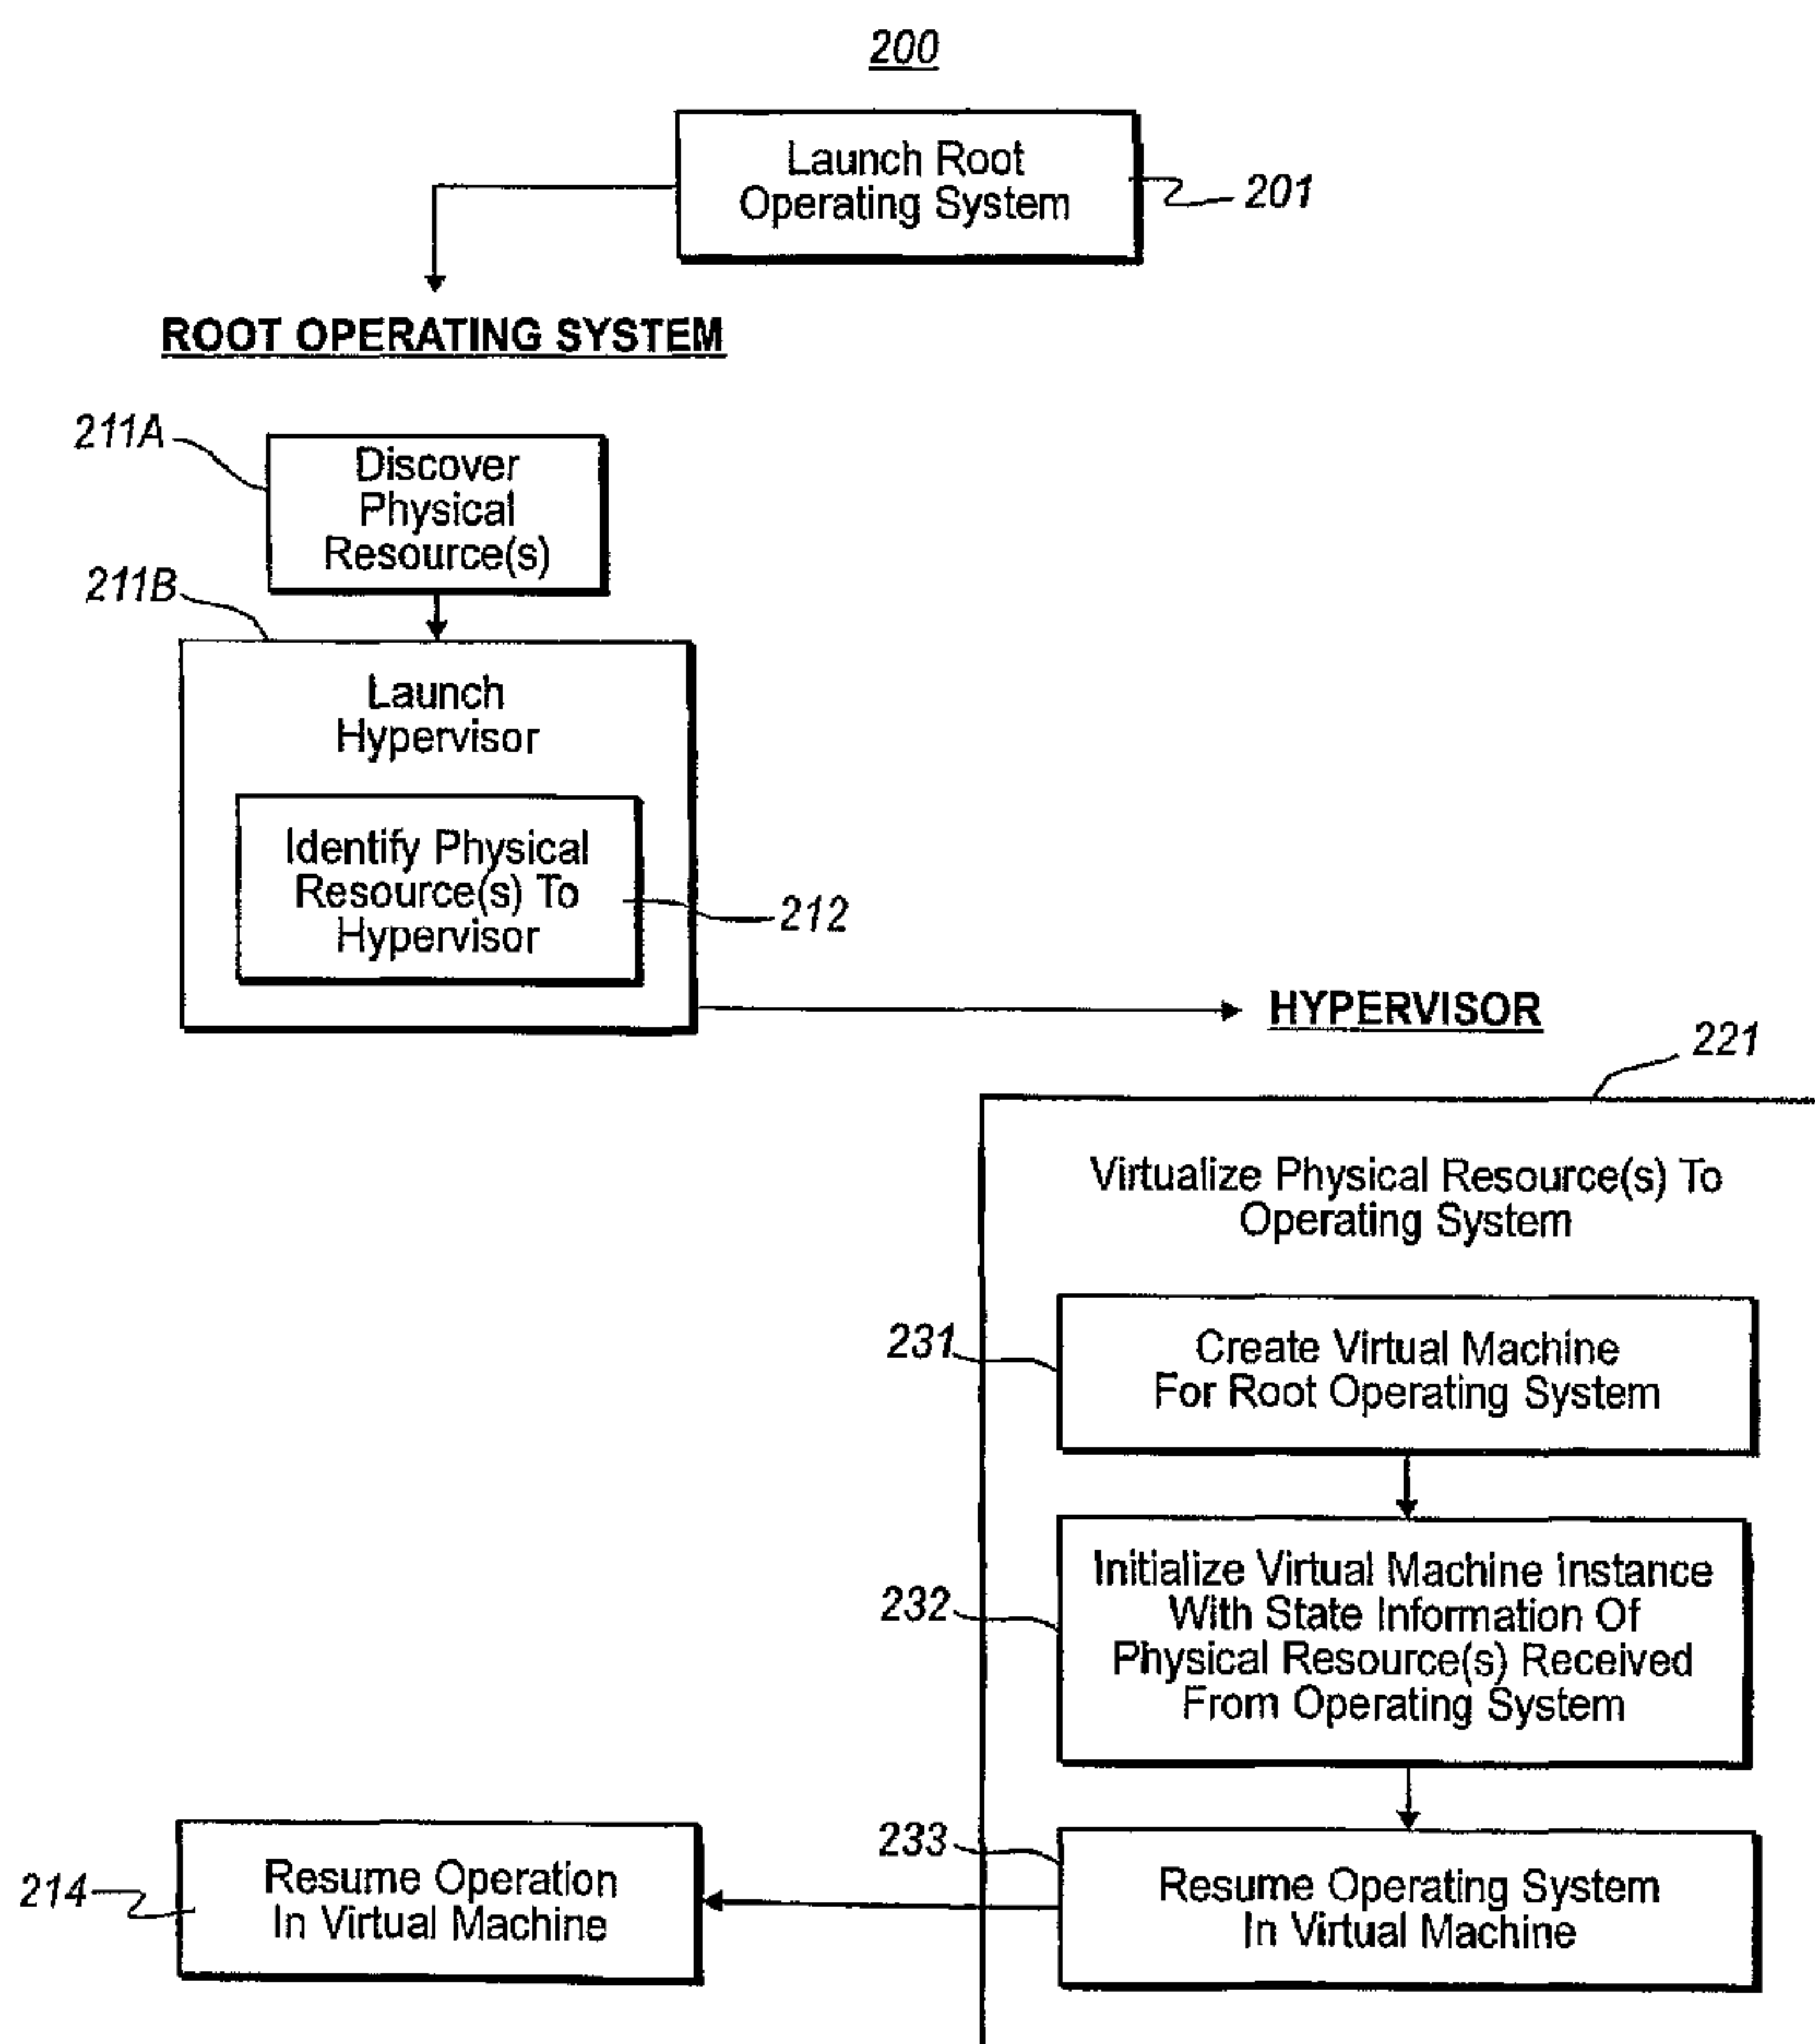 200
Launch Root
Operating System
201
ROOT OPERATING SYSTEM
211A
Discover
Physical
Resource(s)
211B
Launch
Hypervisor
Identify Physical
Resource(s) To
Hypervisor
212
HYPERVISOR
221
Virtualize Physical Resource(s) To
Operating System
231
Create Virtual Machine
For Root Operating System
232
Initialize Virtual Machine Instance
With State Information Of
Physical Resource(s) Received
From Operating System
233
Resume Operating System
In Virtual Machine
214
Resume Operation
In Virtual Machine